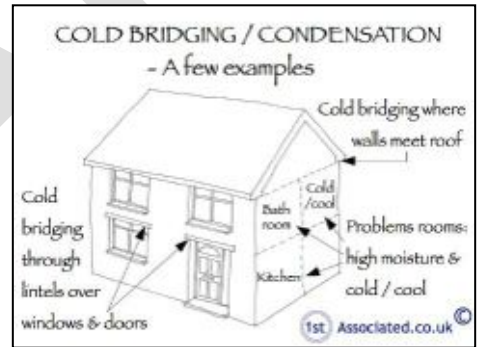 COLD BRIDGING / CONDENSATION
- A few examples
Cold bridging where
walls meet roof
Cold
bridging
through
lintels over
windows & doors
Bath
room
Cold
/cool
Kitchen
Problems rooms:
high moisture &
cold / cool
1st Associated.co.uk ©